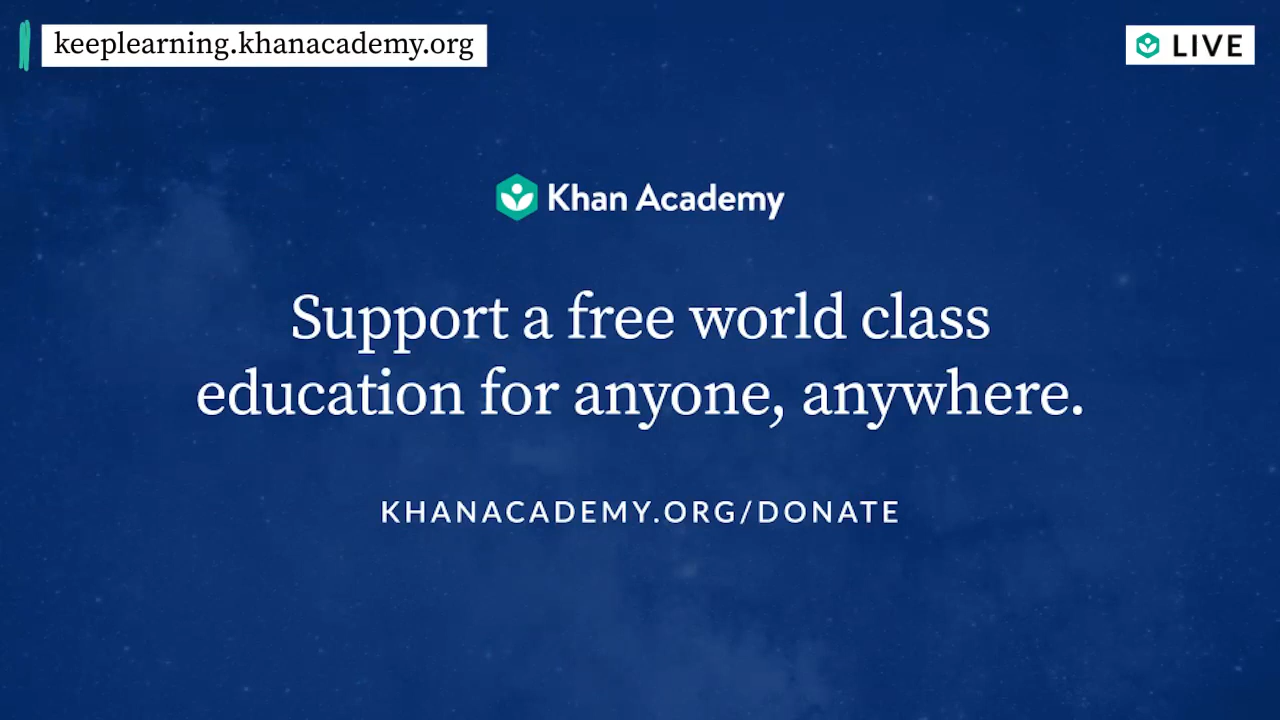 keeplearning.khanacademy.org
LIVE
Khan Academy
Support a free world class
education for anyone, anywhere.
KHANACADEMY.ORG/DONATE